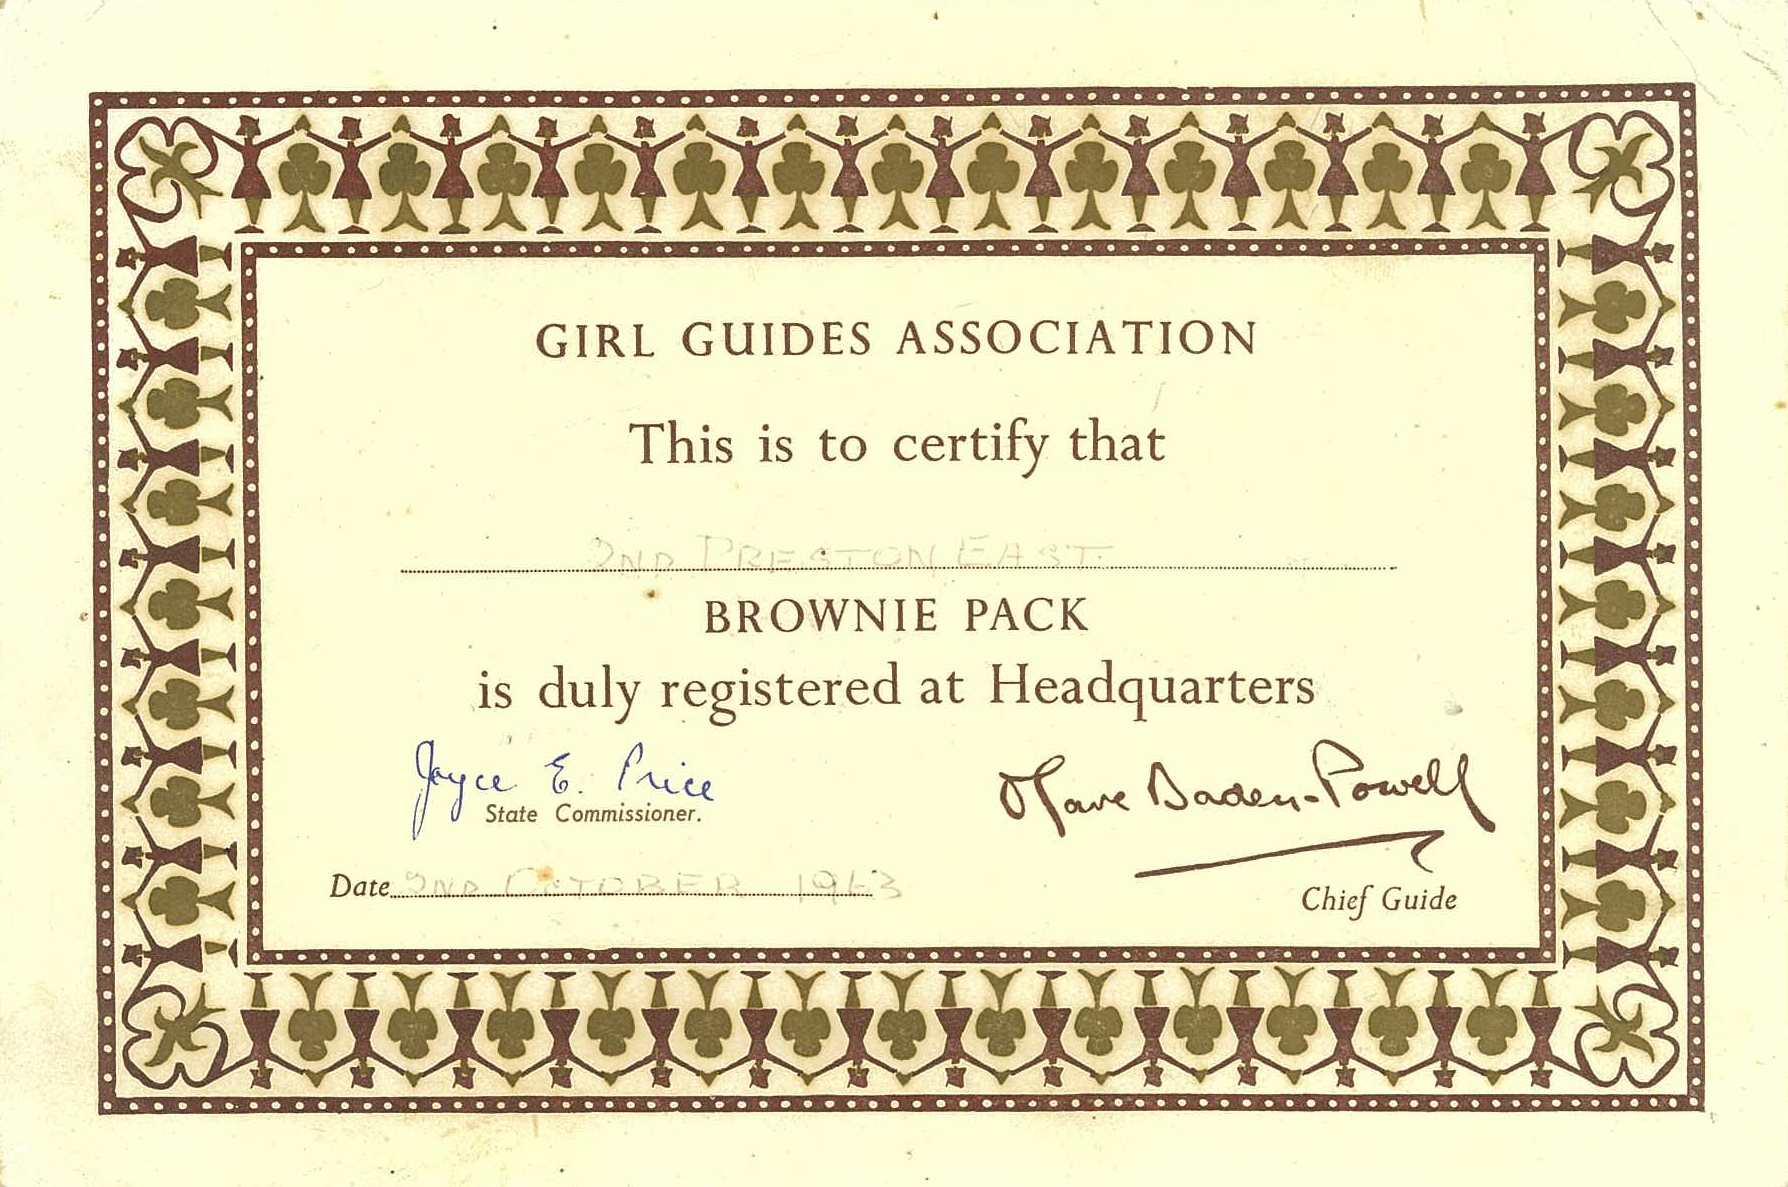 GIRL GUIDES ASSOCIATION
This is to certify that
2ND PRESTON EAST
BROWNIE PACK
is duly registered at Headquarters
Joyce E. Price
State Commissioner.
Olave Baden-Powell
Date 2ND OCTOBER 1963
Chief Guide